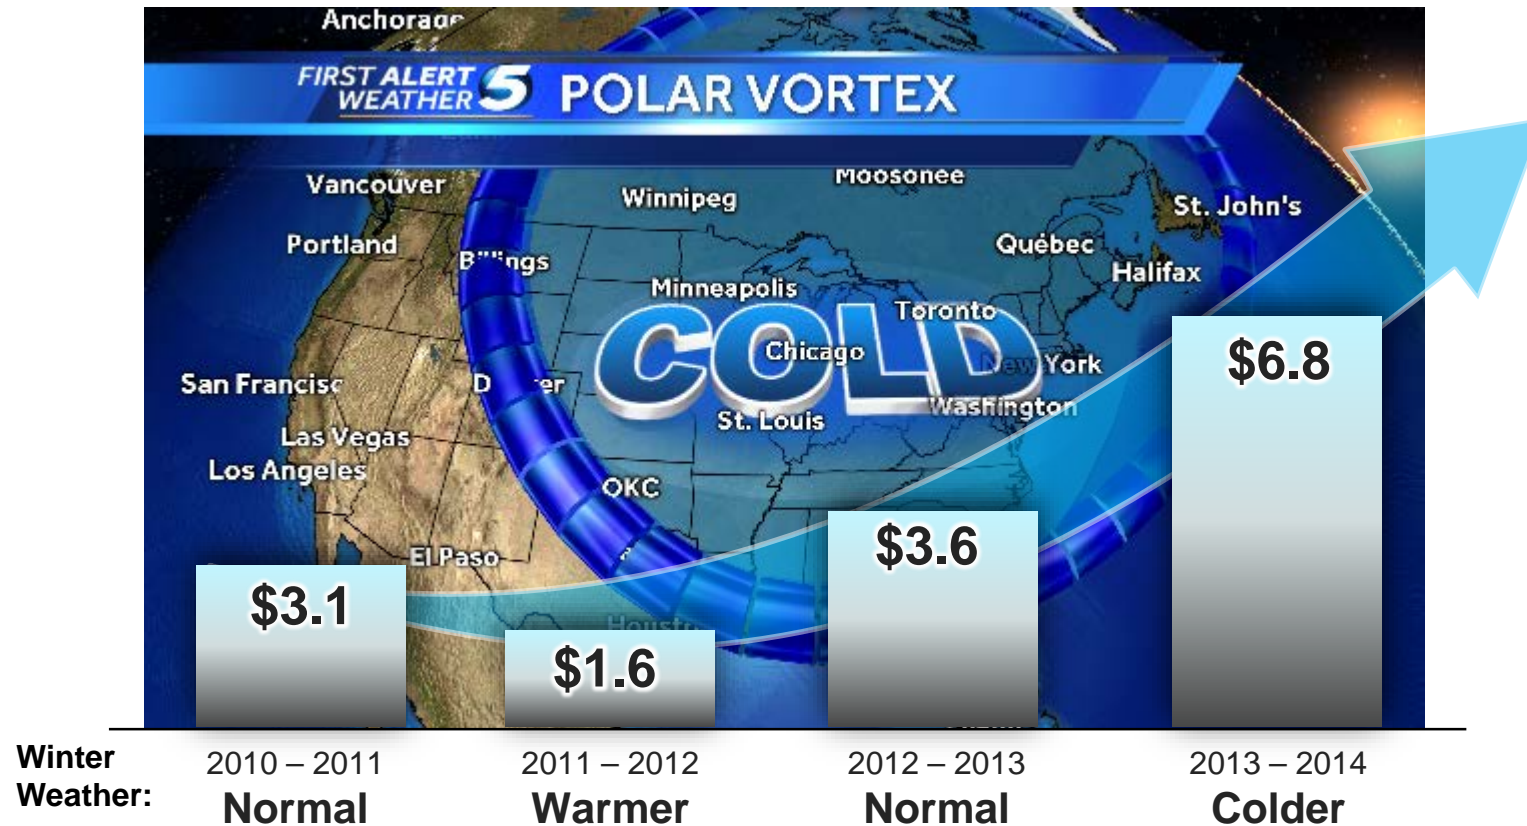 Anchorage
FIRST ALERT
WEATHER 5
POLAR VORTEX
Vancouver
Winnipeg
Moosonee
St. John's
Portland
Québec
Halifax
Minneapolis
Toronto
COLD
Chicago
New York
San Francisc
Washington
St. Louis
Las Vegas
Los Angeles
OKC
El Paso
$3.1
$1.6
$3.6
$6.8
Winter
Weather:
2010 – 2011
2011 – 2012
2012 – 2013
2013 – 2014
Normal
Warmer
Normal
Colder